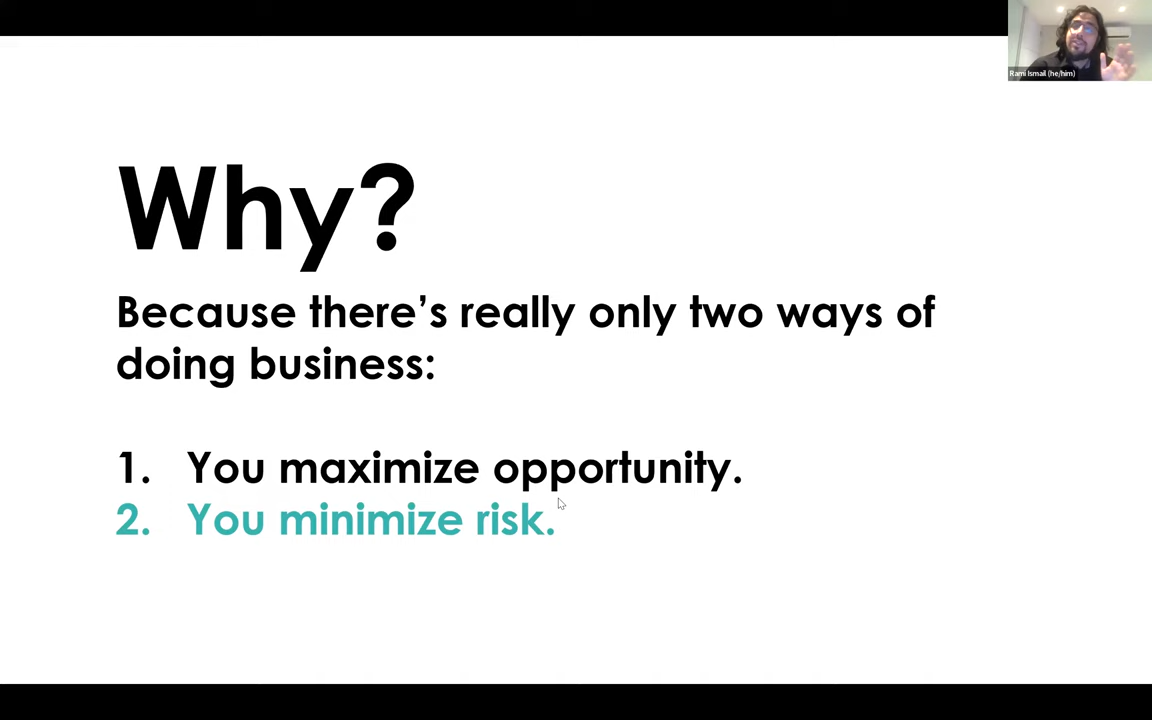 Rami Ismail (he/him)
Why?
Because there's really only two ways of
doing business:
1. You maximize opportunity.
2. You minimize risk.